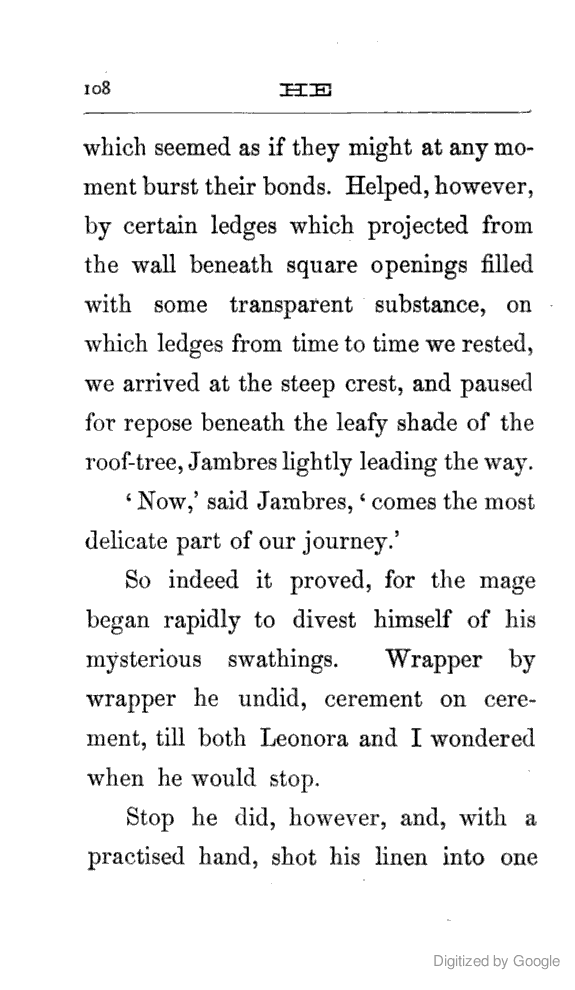 108
HE
which seemed as if they might at any mo-
ment burst their bonds. Helped, however,
by certain ledges which projected from
the wall beneath square openings filled
with some transparent substance, on
which ledges from time to time we rested,
we arrived at the steep crest, and paused
for repose beneath the leafy shade of the
roof-tree, Jambres lightly leading the way.
‘ Now,’ said Jambres, ‘ comes the most
delicate part of our journey.’
So indeed it proved, for the mage
began rapidly to divest himself of his
mysterious swathings. Wrapper by
wrapper he undid, cerement on cere-
ment, till both Leonora and I wondered
when he would stop.
Stop he did, however, and, with a
practised hand, shot his linen into one
Digitized by Google